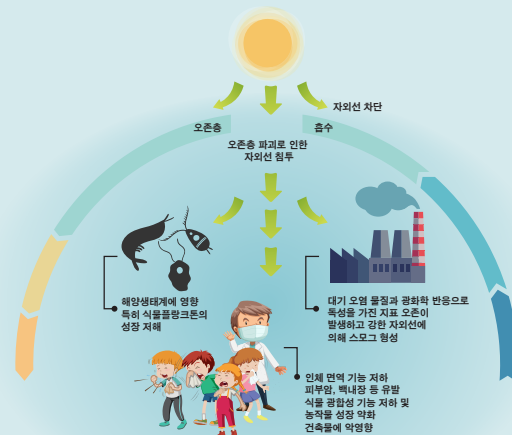 자외선 차단
오존층
흡수
오존층 파괴로 인한
자외선 침투
해양생태계에 영향
특히 식물플랑크톤의
성장 저해
대기 오염 물질과 광화학 반응으로
독성을 가진 지표 오존이
발생하고 강한 자외선에
의해 스모그 형성
인체 면역 기능 저하
피부암, 백내장 등 유발
식물 광합성 기능 저하 및
농작물 성장 약화
건축물에 악영향